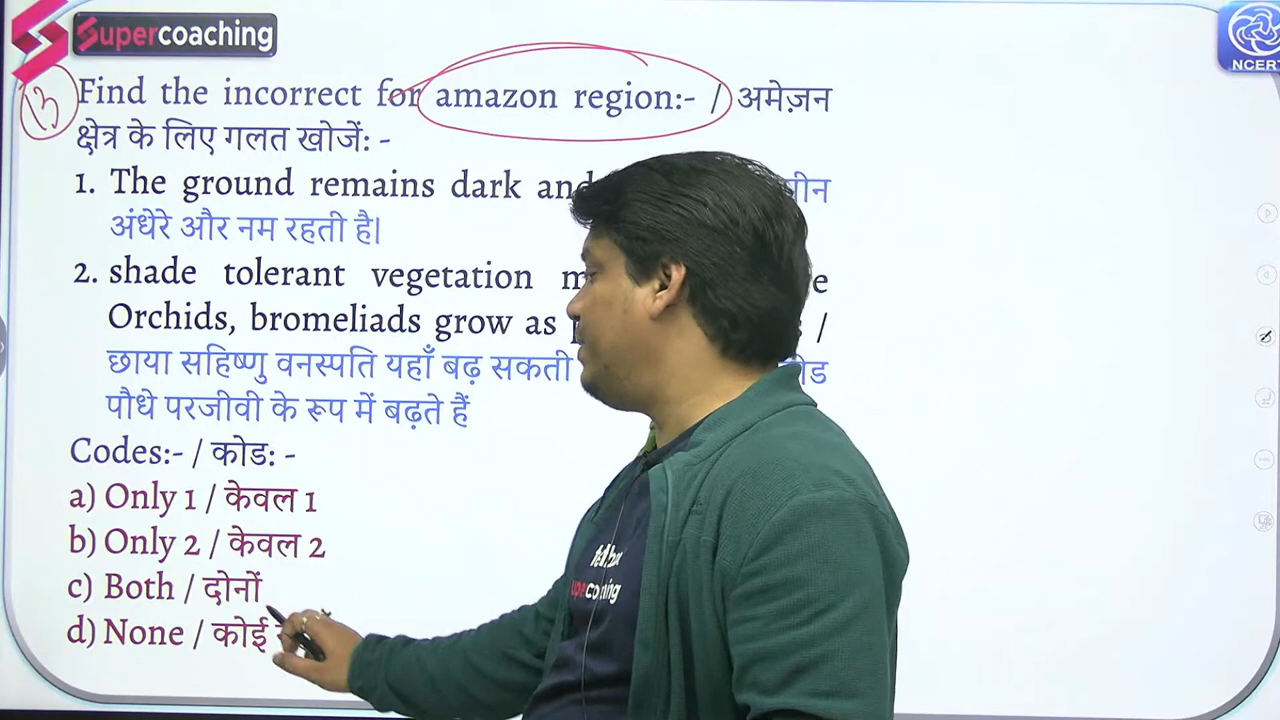 Supercoaching
NCERT
13 Find the incorrect for amazon region:- / अमेज़न
क्षेत्र के लिए गलत खोजें: -
1. The ground remains dark and
अंधेरे और नम रहती है।
2. shade tolerant vegetation
Orchids, bromeliads grow as /
छाया सहिष्णु वनस्पति यहाँ बढ़ सकती
पौधे परजीवी के रूप में बढ़ते हैं
Codes:- / कोड: -
a) Only 1 / केवल 1
b) Only 2 / केवल 2
c) Both / दोनों
d) None / कोई